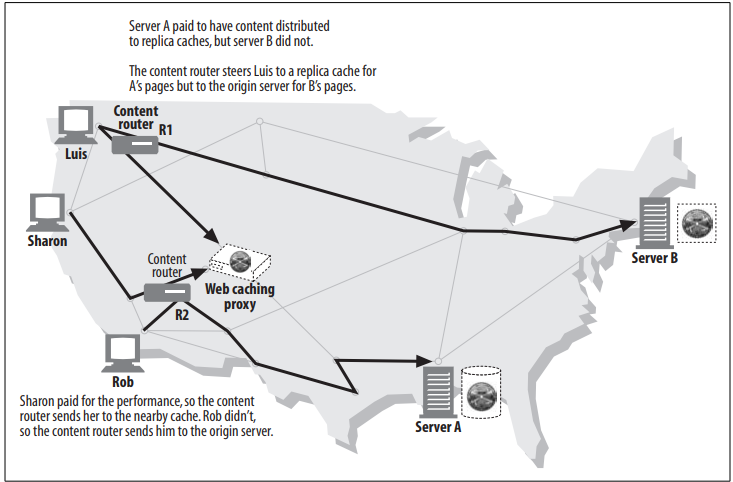 Server A paid to have content distributed
to replica caches, but server B did not.
The content router steers Luis to a replica cache for
A's pages but to the origin server for B's pages.
Content
router
R1
Luis
Sharon
Server B
Content
router
Web caching
proxy
R2
Rob
Sharon paid for the performance, so the content
router sends her to the nearby cache. Rob didn't,
so the content router sends him to the origin server.
Server A